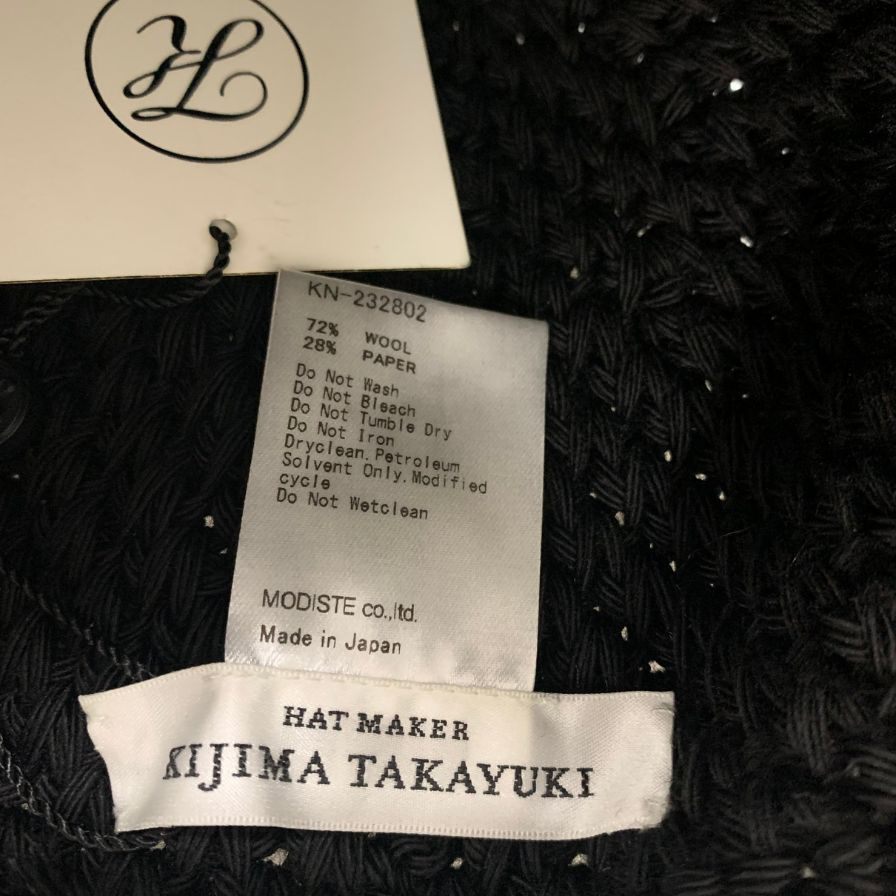 KN-232802
72% WOOL
28% PAPER
Do Not Wash
Do Not Bleach
Do Not Tumble Dry
Do Not Iron
Dryclean.Petroleum
Solvent Only.Modified
cycle
Do Not Wetclean
MODISTE co.,ltd.
Made in Japan
HAT MAKER
KIJIMA TAKAYUKI